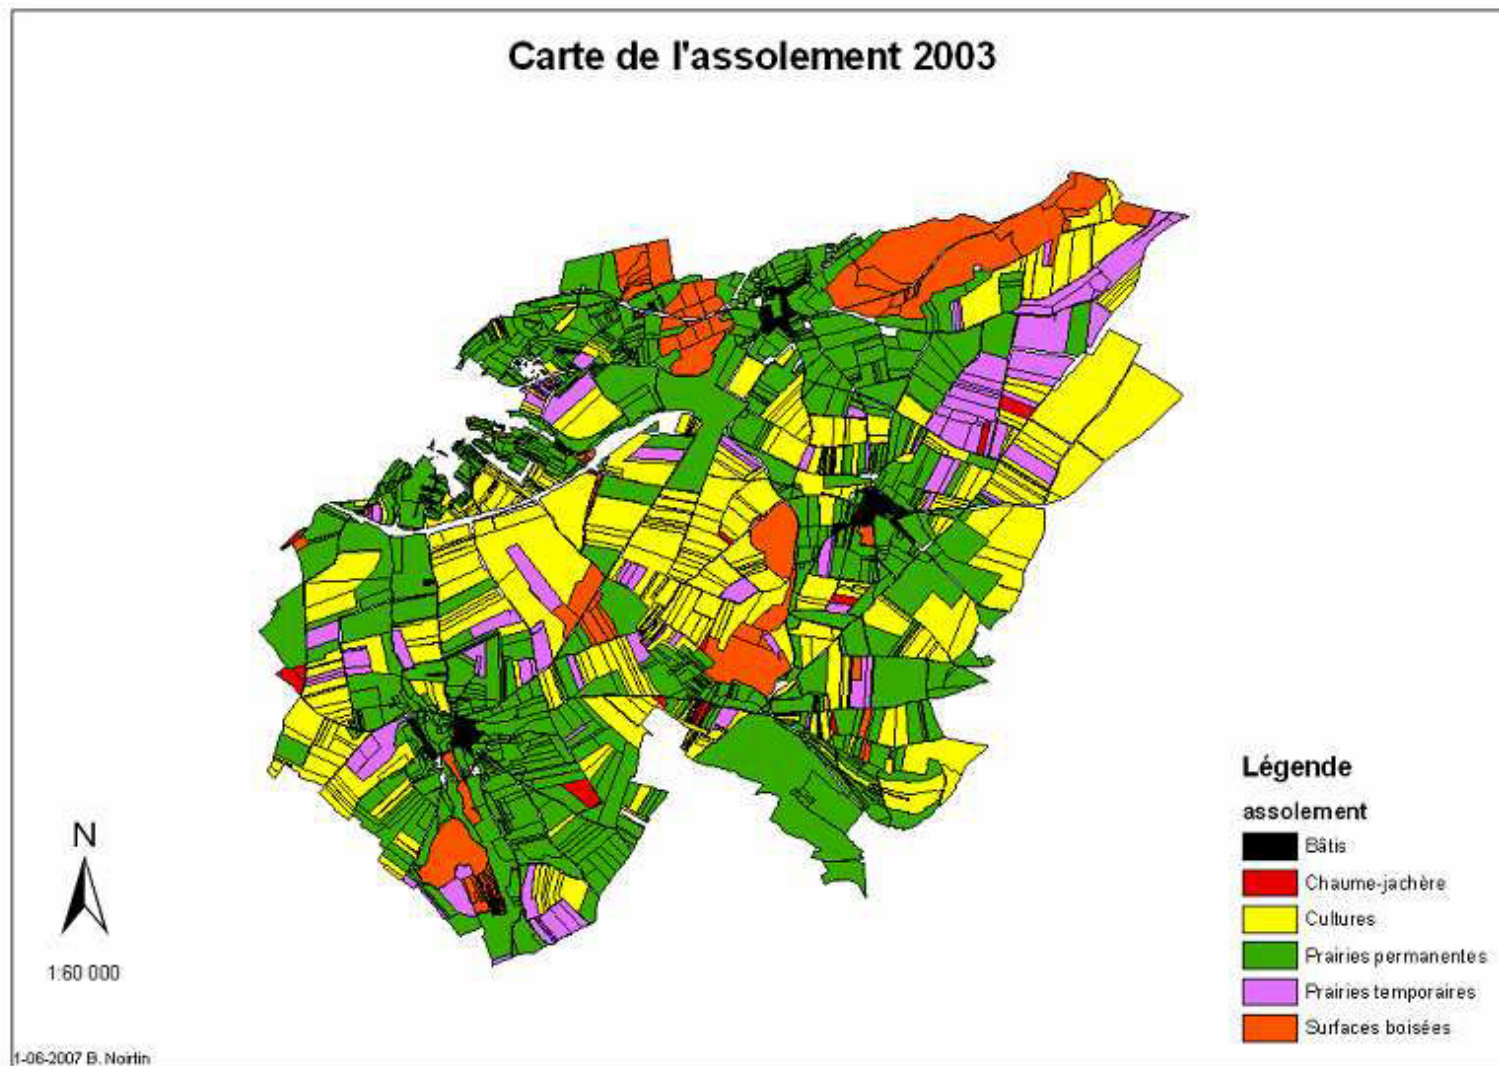 Carte de l'assolement 2003
N
1:60 000
Légende
assolement
Bâtis
Chaume-jachère
Cultures
Prairies permanentes
Prairies temporaires
Surfaces boisées
1-06-2007 B. Noirtin